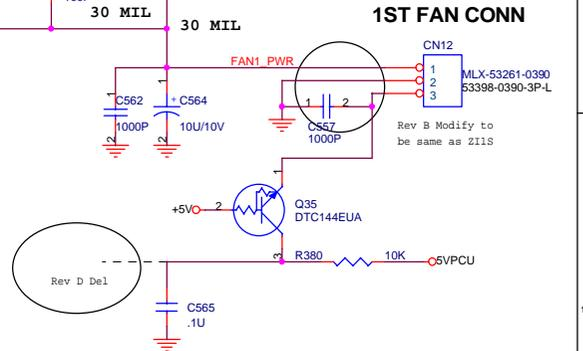 30 MIL
30 MIL
1ST FAN CONN
FAN1_PWR
CN12
1
2
3
MLX-53261-0390
53398-0390-3P-L
C562
1000P
1
2
C564
10U/10V
1
+
2
1
2
C557
1000P
Rev B Modify to
be same as ZI1S
1
+5V
2
Q35
DTC144EUA
3
R380
10K
5VPCU
Rev D Del
C565
.1U